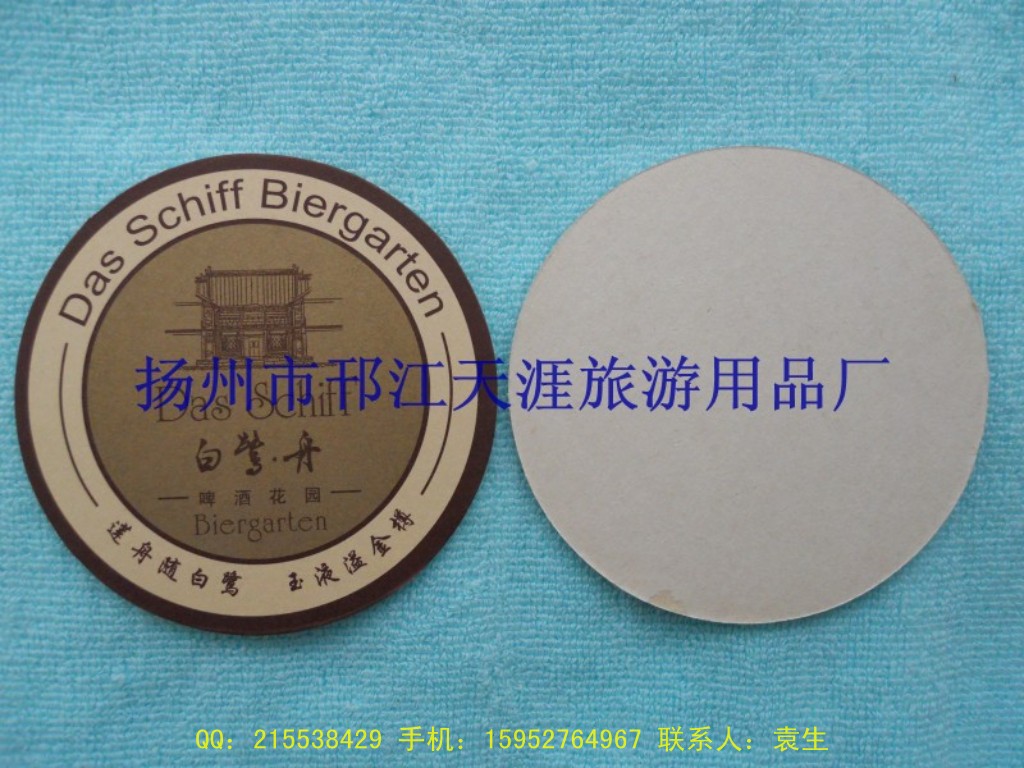 Das Schiff Biergarten
扬州市邗江天涯旅游用品厂
Das Schiff
白鹭·舟
啤酒花园
Biergarten
送舟随白鹭 玉液溢金樽
QQ: 215538429 手机: 15952764967 联系人: 袁生